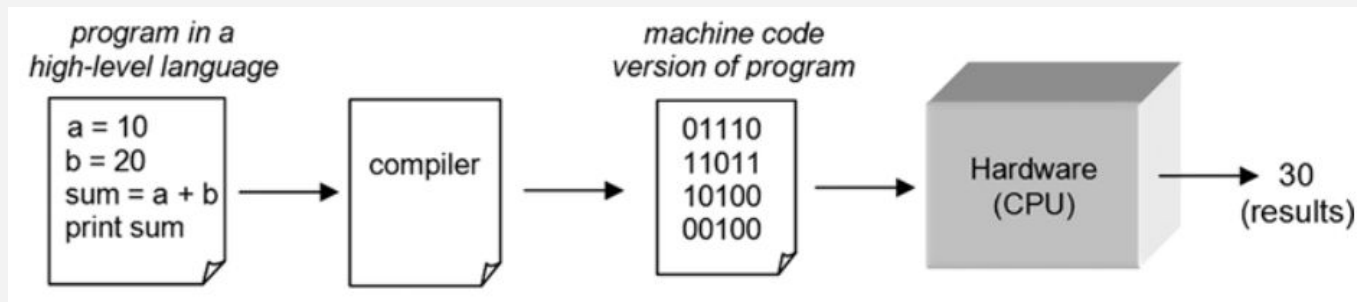 program in a
high-level language
a = 10
b = 20
sum = a + b
print sum
compiler
machine code
version of program
01110
11011
10100
00100
Hardware
(CPU)
30
(results)